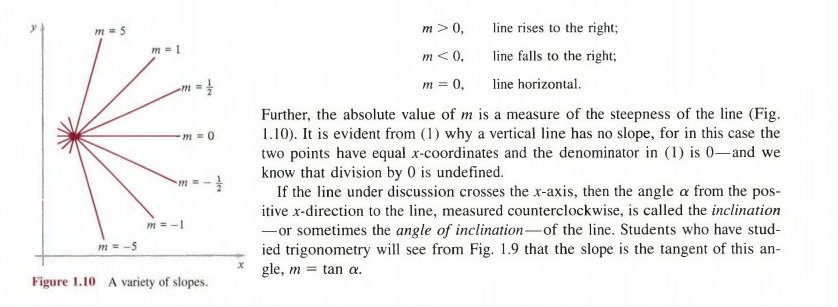 y
m = 5
m = 1
m = 1/2
m = 0
m = - 1/2
m = -1
m = -5
x
Figure 1.10 A variety of slopes.
m > 0, line rises to the right;
m < 0, line falls to the right;
m = 0, line horizontal.
Further, the absolute value of m is a measure of the steepness of the line (Fig.
1.10). It is evident from (1) why a vertical line has no slope, for in this case the
two points have equal x-coordinates and the denominator in (1) is 0—and we
know that division by 0 is undefined.
If the line under discussion crosses the x-axis, then the angle α from the pos-
itive x-direction to the line, measured counterclockwise, is called the inclination
—or sometimes the angle of inclination—of the line. Students who have stud-
ied trigonometry will see from Fig. 1.9 that the slope is the tangent of this an-
gle, m = tan α.